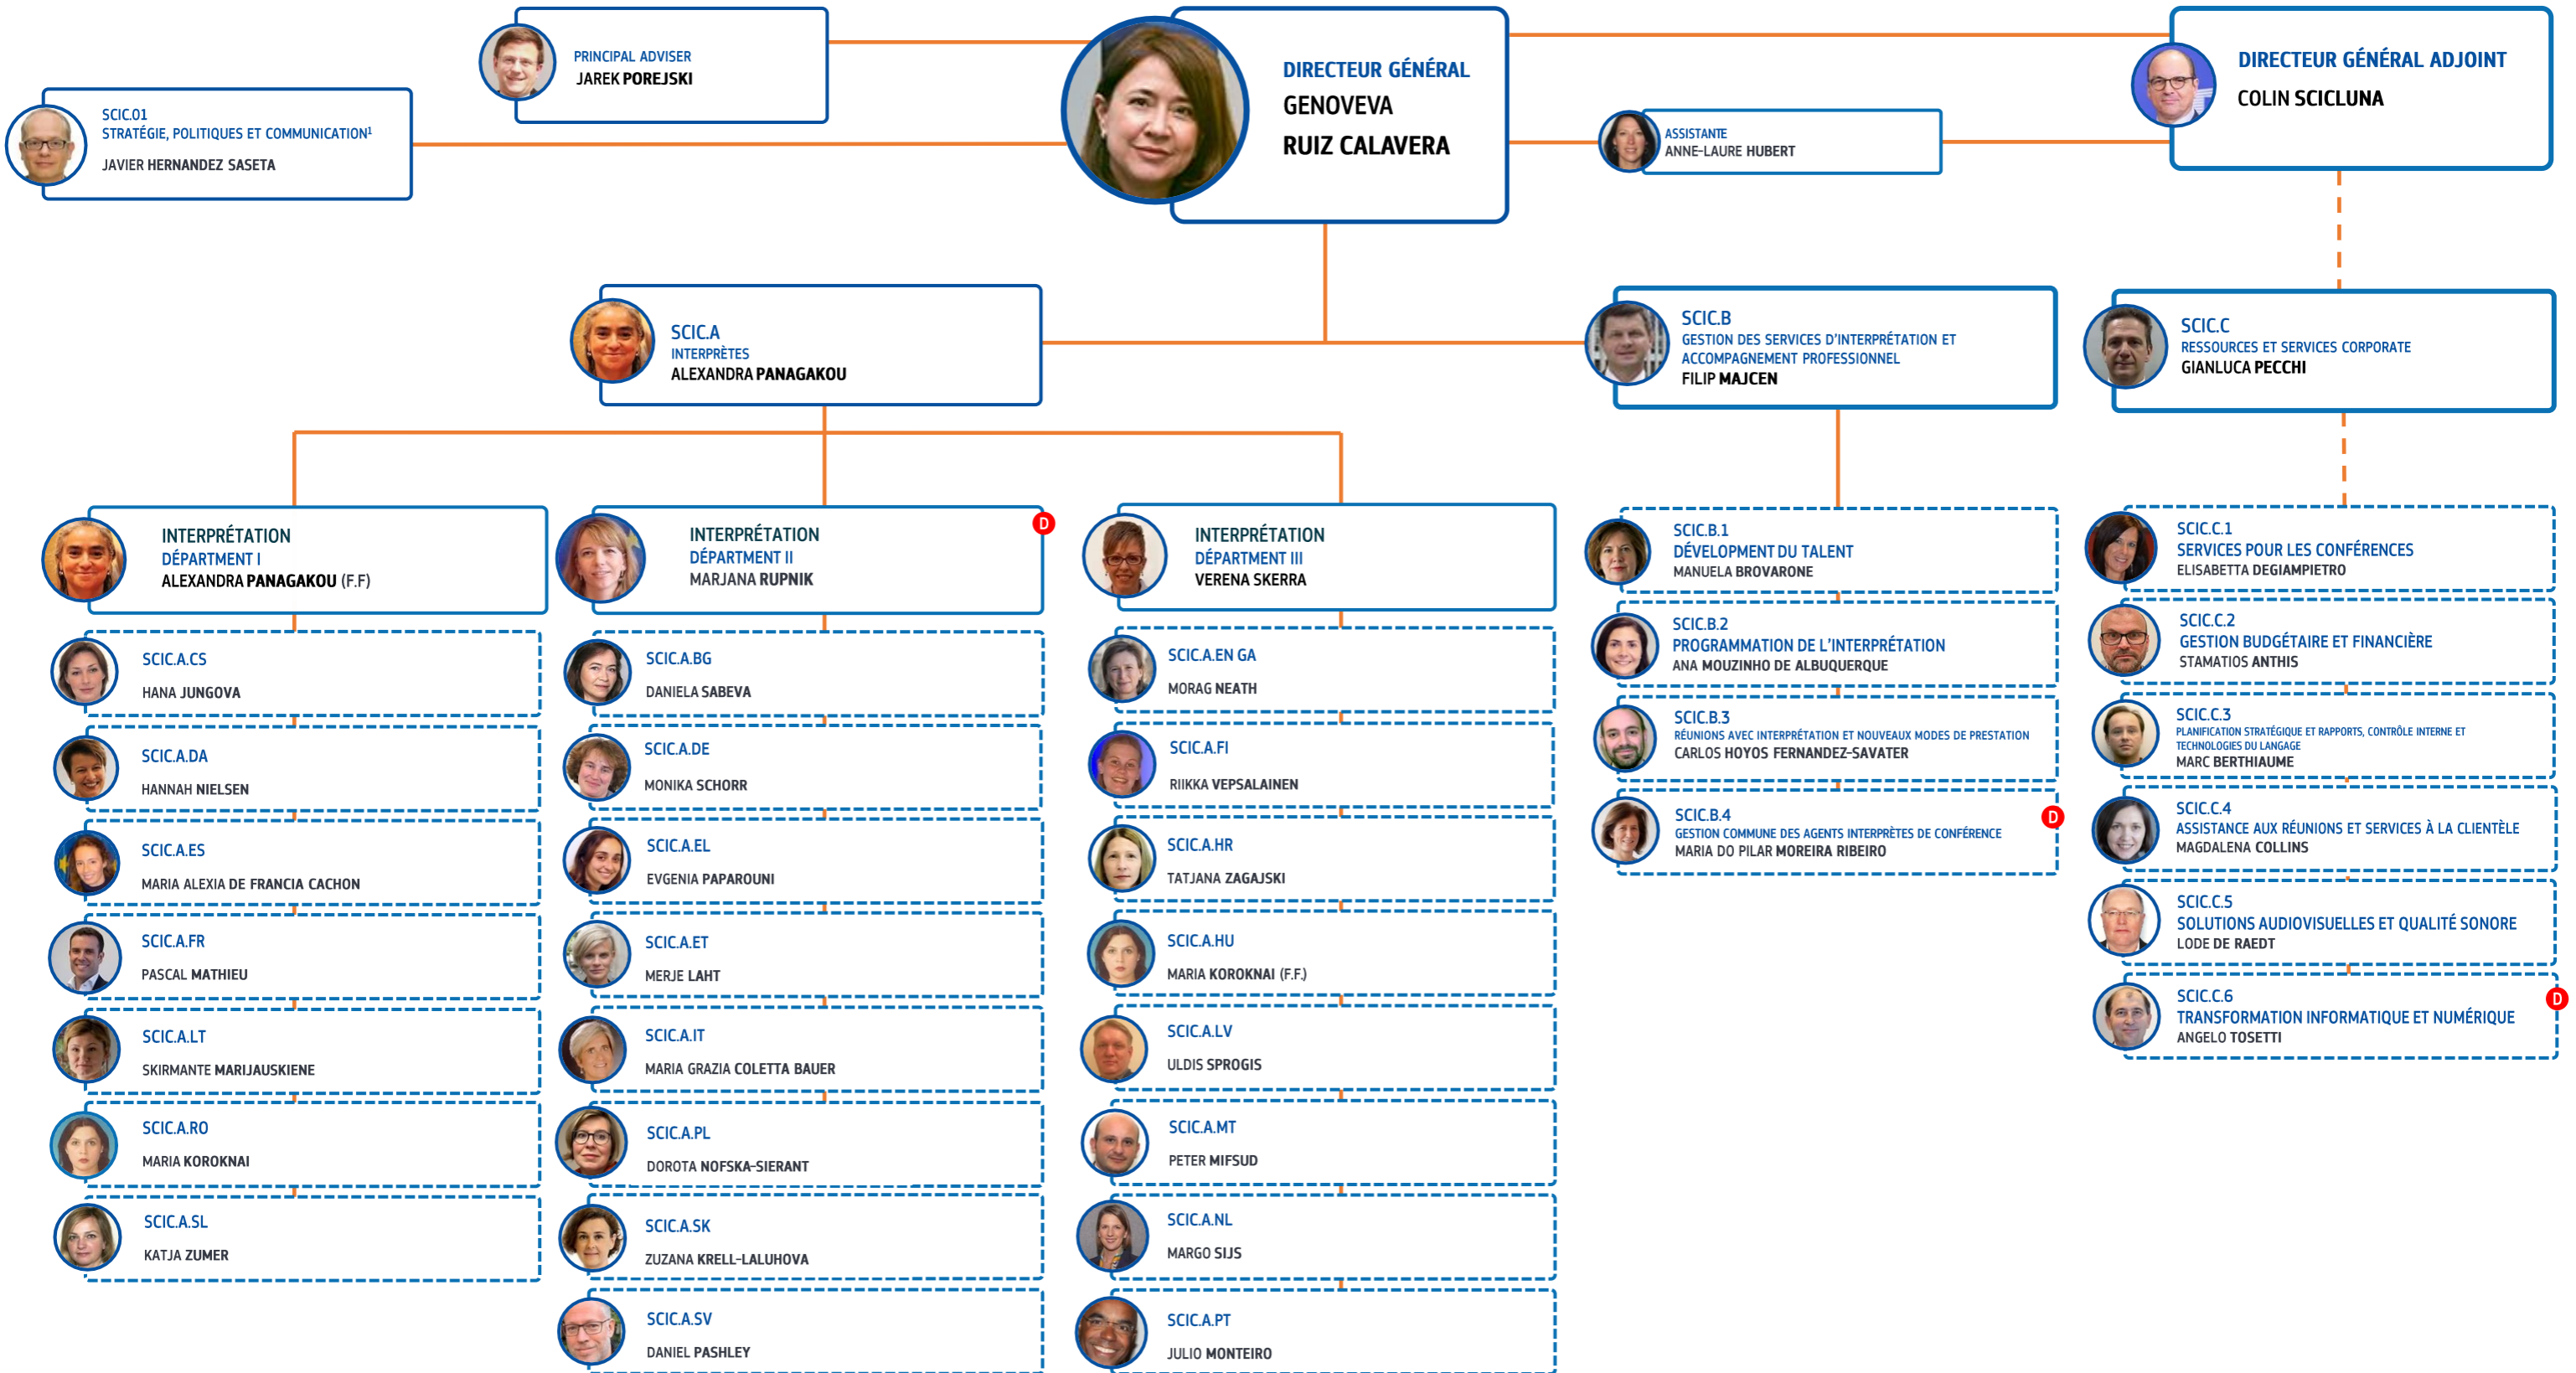 PRINCIPAL ADVISER
JAREK POREJSKI
SCIC.01
STRATÉGIE, POLITIQUES ET COMMUNICATION¹
JAVIER HERNANDEZ SASETA
DIRECTEUR GÉNÉRAL
GENOVEVA
RUIZ CALAVERA
ASSISTANTE
ANNE-LAURE HUBERT
DIRECTEUR GÉNÉRAL ADJOINT
COLIN SCICLUNA
SCIC.A
INTERPRÈTES
ALEXANDRA PANAGAKOU
SCIC.B
GESTION DES SERVICES D'INTERPRÉTATION ET
ACCOMPAGNEMENT PROFESSIONNEL
FILIP MAJCEN
SCIC.C
RESSOURCES ET SERVICES CORPORATE
GIANLUCA PECCHI
INTERPRÉTATION
DÉPARTMENT I
ALEXANDRA PANAGAKOU (F.F)
SCIC.A.CS
HANA JUNGOVA
SCIC.A.DA
HANNAH NIELSEN
SCIC.A.ES
MARIA ALEXIA DE FRANCIA CACHON
SCIC.A.FR
PASCAL MATHIEU
SCIC.A.LT
SKIRMANTE MARIJAUSKIENE
SCIC.A.RO
MARIA KOROKNAI
SCIC.A.SL
KATJA ZUMER
INTERPRÉTATION
DÉPARTMENT II
MARJANA RUPNIK
D
SCIC.A.BG
DANIELA SABEVA
SCIC.A.DE
MONIKA SCHORR
SCIC.A.EL
EVGENIA PAPAROUNI
SCIC.A.ET
MERJE LAHT
SCIC.A.IT
MARIA GRAZIA COLETTA BAUER
SCIC.A.PL
DOROTA NOFSKA-SIERANT
SCIC.A.SK
ZUZANA KRELL-LALUHOVA
SCIC.A.SV
DANIEL PASHLEY
INTERPRÉTATION
DÉPARTMENT III
VERENA SKERRA
SCIC.A.EN GA
MORAG NEATH
SCIC.A.FI
RIIKKA VEPSALAINEN
SCIC.A.HR
TATJANA ZAGAJSKI
SCIC.A.HU
MARIA KOROKNAI (F.F.)
SCIC.A.LV
ULDIS SPROGIS
SCIC.A.MT
PETER MIFSUD
SCIC.A.NL
MARGO SIJS
SCIC.A.PT
JULIO MONTEIRO
SCIC.B.1
DÉVELOPMENT DU TALENT
MANUELA BROVARONE
SCIC.B.2
PROGRAMMATION DE L'INTERPRÉTATION
ANA MOUZINHO DE ALBUQUERQUE
SCIC.B.3
RÉUNIONS AVEC INTERPRÉTATION ET NOUVEAUX MODES DE PRESTATION
CARLOS HOYOS FERNANDEZ-SAVATER
SCIC.B.4
GESTION COMMUNE DES AGENTS INTERPRÈTES DE CONFÉRENCE
MARIA DO PILAR MOREIRA RIBEIRO
D
SCIC.C.1
SERVICES POUR LES CONFÉRENCES
ELISABETTA DEGIAMPIETRO
SCIC.C.2
GESTION BUDGÉTAIRE ET FINANCIÈRE
STAMATIOS ANTHIS
SCIC.C.3
PLANIFICATION STRATÉGIQUE ET RAPPORTS, CONTRÔLE INTERNE ET
TECHNOLOGIES DU LANGAGE
MARC BERTHIAUME
SCIC.C.4
ASSISTANCE AUX RÉUNIONS ET SERVICES À LA CLIENTÈLE
MAGDALENA COLLINS
SCIC.C.5
SOLUTIONS AUDIOVISUELLES ET QUALITÉ SONORE
LODE DE RAEDT
SCIC.C.6
TRANSFORMATION INFORMATIQUE ET NUMÉRIQUE
ANGELO TOSETTI
D